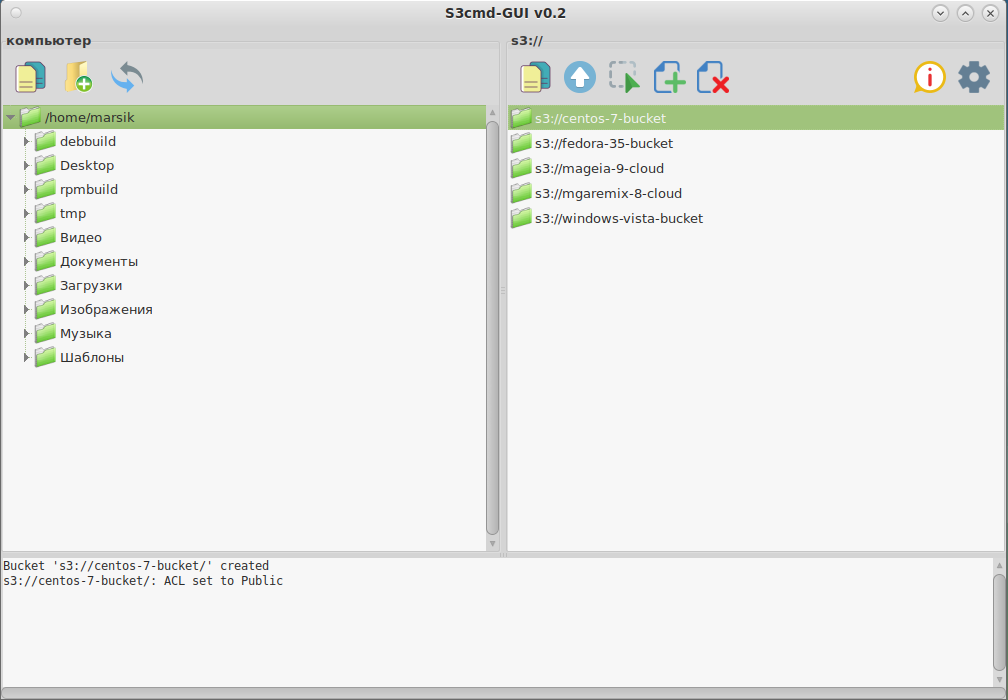 S3cmd-GUI v0.2
компьютер
s3://
/home/marsik
debbuild
Desktop
rpmbuild
tmp
Видео
Документы
Загрузки
Изображения
Музыка
Шаблоны
s3://centos-7-bucket
s3://fedora-35-bucket
s3://mageia-9-cloud
s3://mgaremix-8-cloud
s3://windows-vista-bucket
Bucket 's3://centos-7-bucket/' created
s3://centos-7-bucket/: ACL set to Public